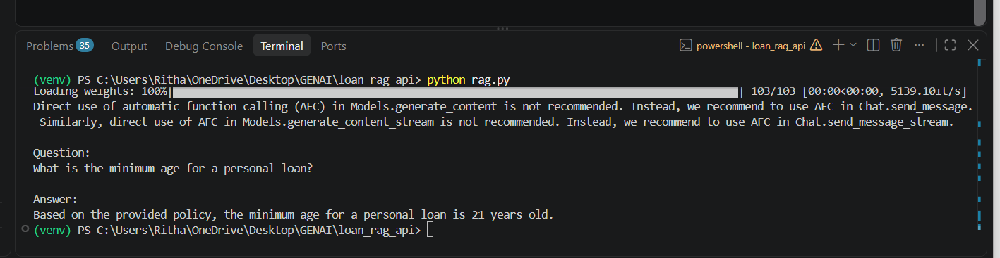 Problems 35 Output Debug Console Terminal Ports powershell - loan_rag_api
(venv) PS C:\Users\Ritha\OneDrive\Desktop\GENAI\loan_rag_api> python rag.py
Loading weights: 100%| | 103/103 [00:00<00:00, 5139.10it/s]
Direct use of automatic function calling (AFC) in Models.generate_content is not recommended. Instead, we recommend to use AFC in Chat.send_message.
Similarly, direct use of AFC in Models.generate_content_stream is not recommended. Instead, we recommend to use AFC in Chat.send_message_stream.
Question:
What is the minimum age for a personal loan?
Answer:
Based on the provided policy, the minimum age for a personal loan is 21 years old.
(venv) PS C:\Users\Ritha\OneDrive\Desktop\GENAI\loan_rag_api>